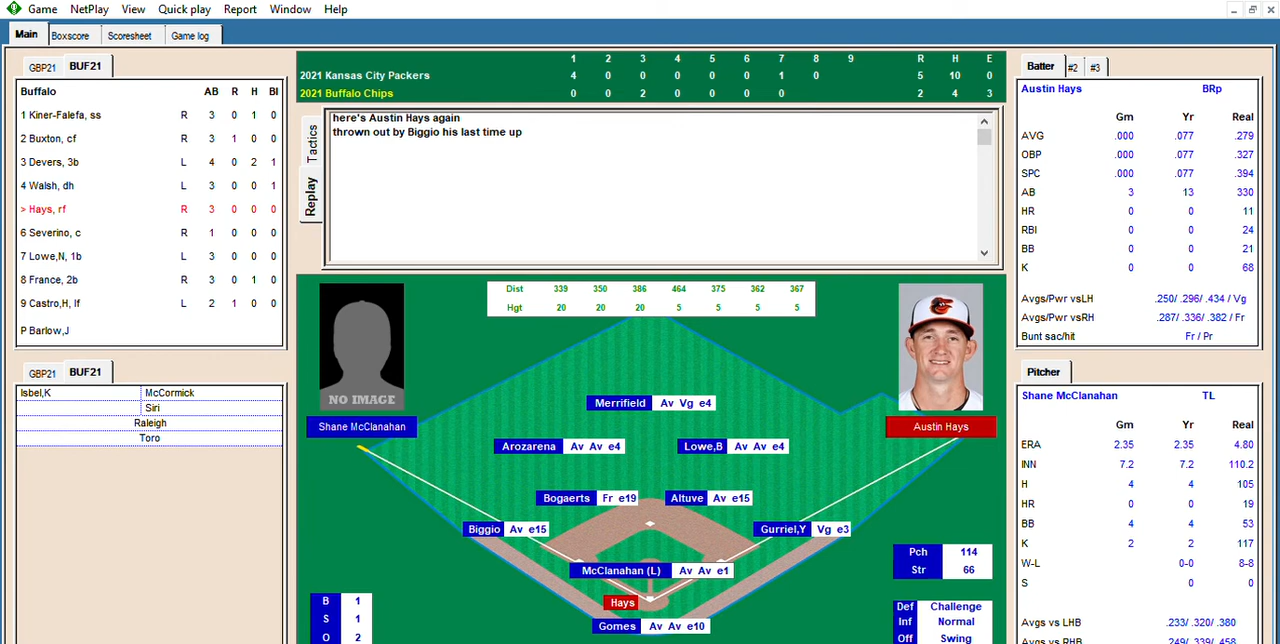 Game NetPlay View Quick play Report Window Help
Main Boxscore Scoresheet Game log
GBP21 BUF21
Buffalo AB R H BI
1 Kiner-Falefa, ss R 3 0 1 0
2 Buxton, cf R 3 1 0 0
3 Devers, 3b L 4 0 2 1
4 Walsh, dh L 3 0 0 1
> Hays, rf R 3 0 0 0
6 Severino, c R 1 0 0 0
7 Lowe,N, 1b L 3 0 0 0
8 France, 2b R 3 0 1 0
9 Castro,H, lf L 2 1 0 0
P Barlow,J
GBP21 BUF21
Isbel,K McCormick
Siri
Raleigh
Toro
1 2 3 4 5 6 7 8 9 R H E
2021 Kansas City Packers 4 0 0 0 0 0 1 0 5 10 0
2021 Buffalo Chips 0 0 2 0 0 0 0 2 4 3
Tactics
Replay
here's Austin Hays again
thrown out by Biggio his last time up
Dist 339 350 386 464 375 362 367
Hgt 20 20 20 5 5 5 5
NO IMAGE
Shane McClanahan
Austin Hays
Merrifield Av Vg e4
Arozarena Av Av e4
Lowe,B Av Av e4
Bogaerts Fr e19
Altuve Av e15
Biggio Av e15
Gurriel,Y Vg e3
McClanahan (L) Av Av e1
Hays
Gomes Av Av e10
B 1
S 1
O 2
Pch 114
Str 66
Def Challenge
Inf Normal
Off Swing
Batter #2 #3
Austin Hays BRp
Gm Yr Real
AVG .000 .077 .279
OBP .000 .077 .327
SPC .000 .077 .394
AB 3 13 330
HR 0 0 11
RBI 0 0 24
BB 0 0 21
K 0 0 68
Avgs/Pwr vsLH .250/ .296/ .434 / Vg
Avgs/Pwr vsRH .287/ .336/ .382 / Fr
Bunt sac/hit Fr / Pr
Pitcher
Shane McClanahan TL
Gm Yr Real
ERA 2.35 2.35 4.80
INN 7.2 7.2 110.2
H 4 4 105
HR 0 0 19
BB 4 4 53
K 2 2 117
W-L 0-0 8-8
S 0 0
Avgs vs LHB .233/ .320/ .380
Avgs vs RHB .249/ .339/ .458